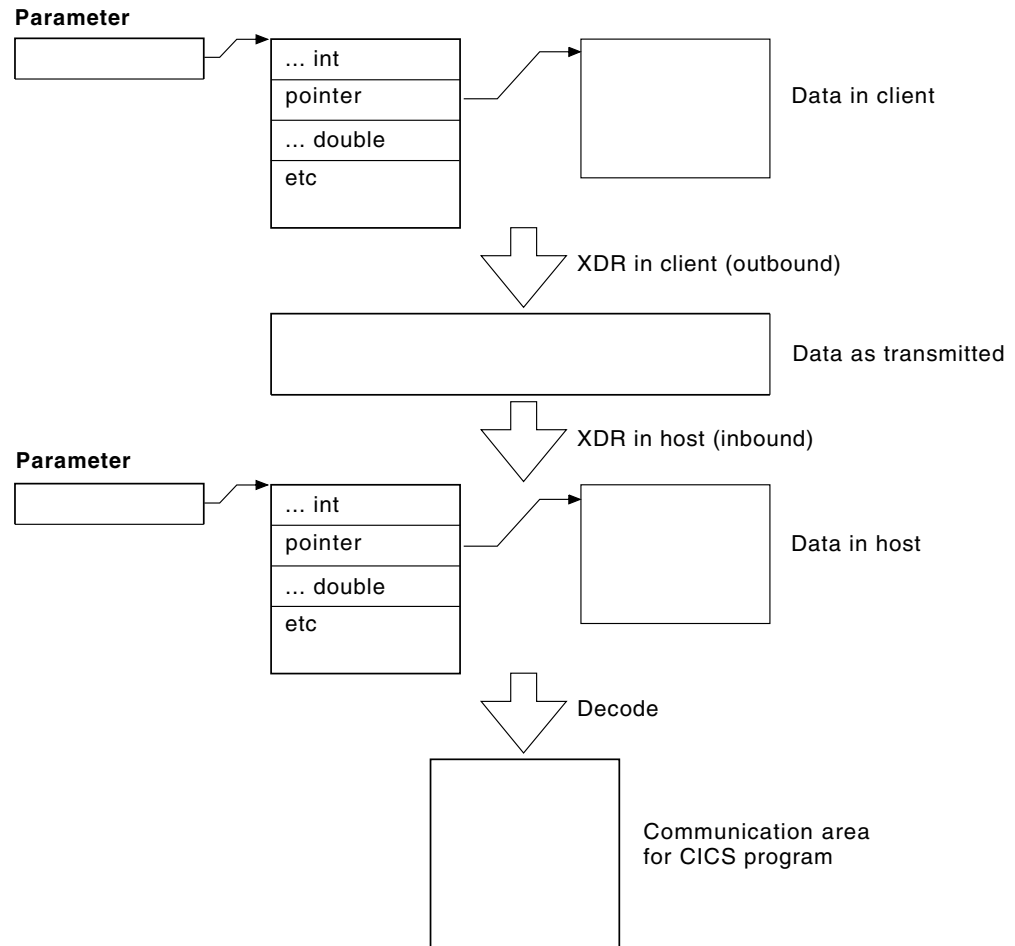 Parameter
... int
pointer
... double
etc
Data in client
XDR in client (outbound)
Data as transmitted
XDR in host (inbound)
Parameter
... int
pointer
... double
etc
Data in host
Decode
Communication area
for CICS program